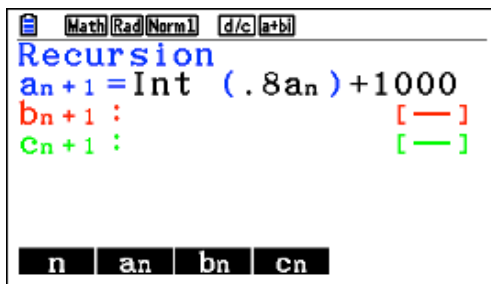 Math Rad Norm1 d/c a+bi
Recursion
an+1=Int (.8an)+1000
bn+1: [—]
cn+1: [—]
n an bn cn